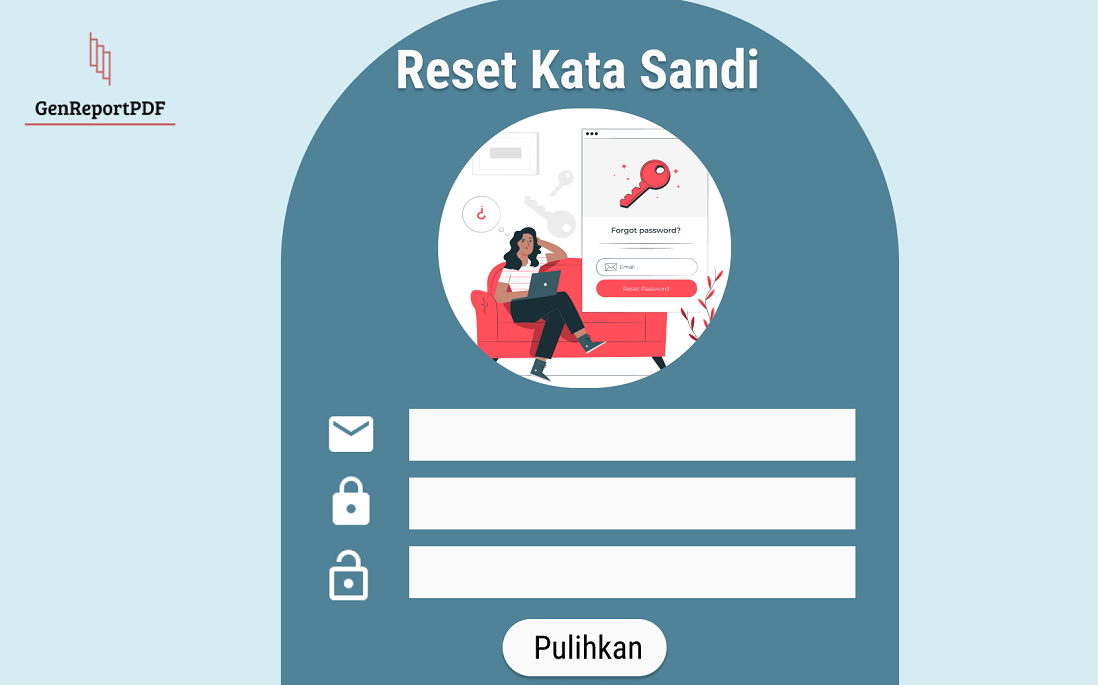 GenReportPDF
Reset Kata Sandi
¿
Forgot password?
Email
Reset Password
Pulihkan